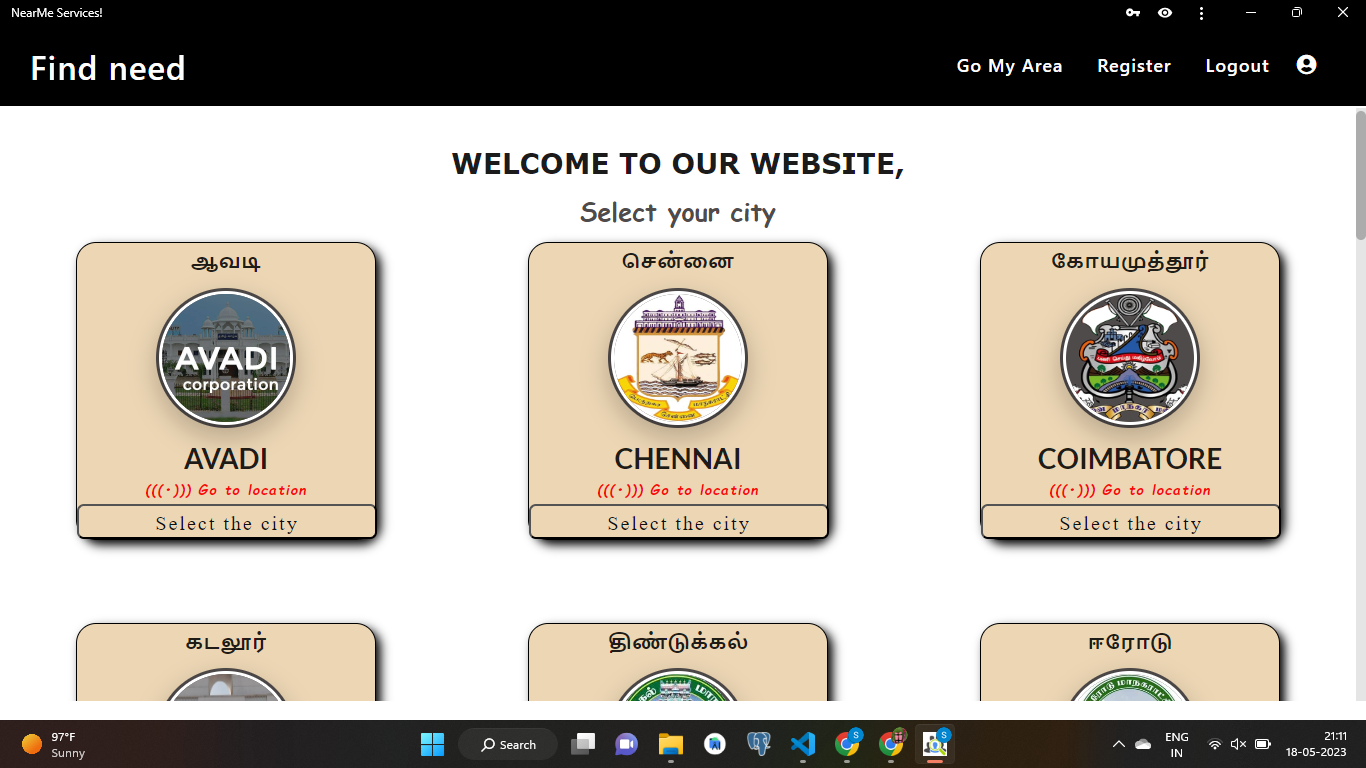 NearMe Services!
Find need
Go My Area Register Logout
WELCOME TO OUR WEBSITE,
Select your city
ஆவடி
AVADI
corporation
AVADI
(((·))) Go to location
Select the city
சென்னை
CHENNAI
(((·))) Go to location
Select the city
கோயமுத்தூர்
COIMBATORE
(((·))) Go to location
Select the city
கடலூர்
திண்டுக்கல்
ஈரோடு
97°F
Sunny
Search
ENG
IN
21:11
18-05-2023